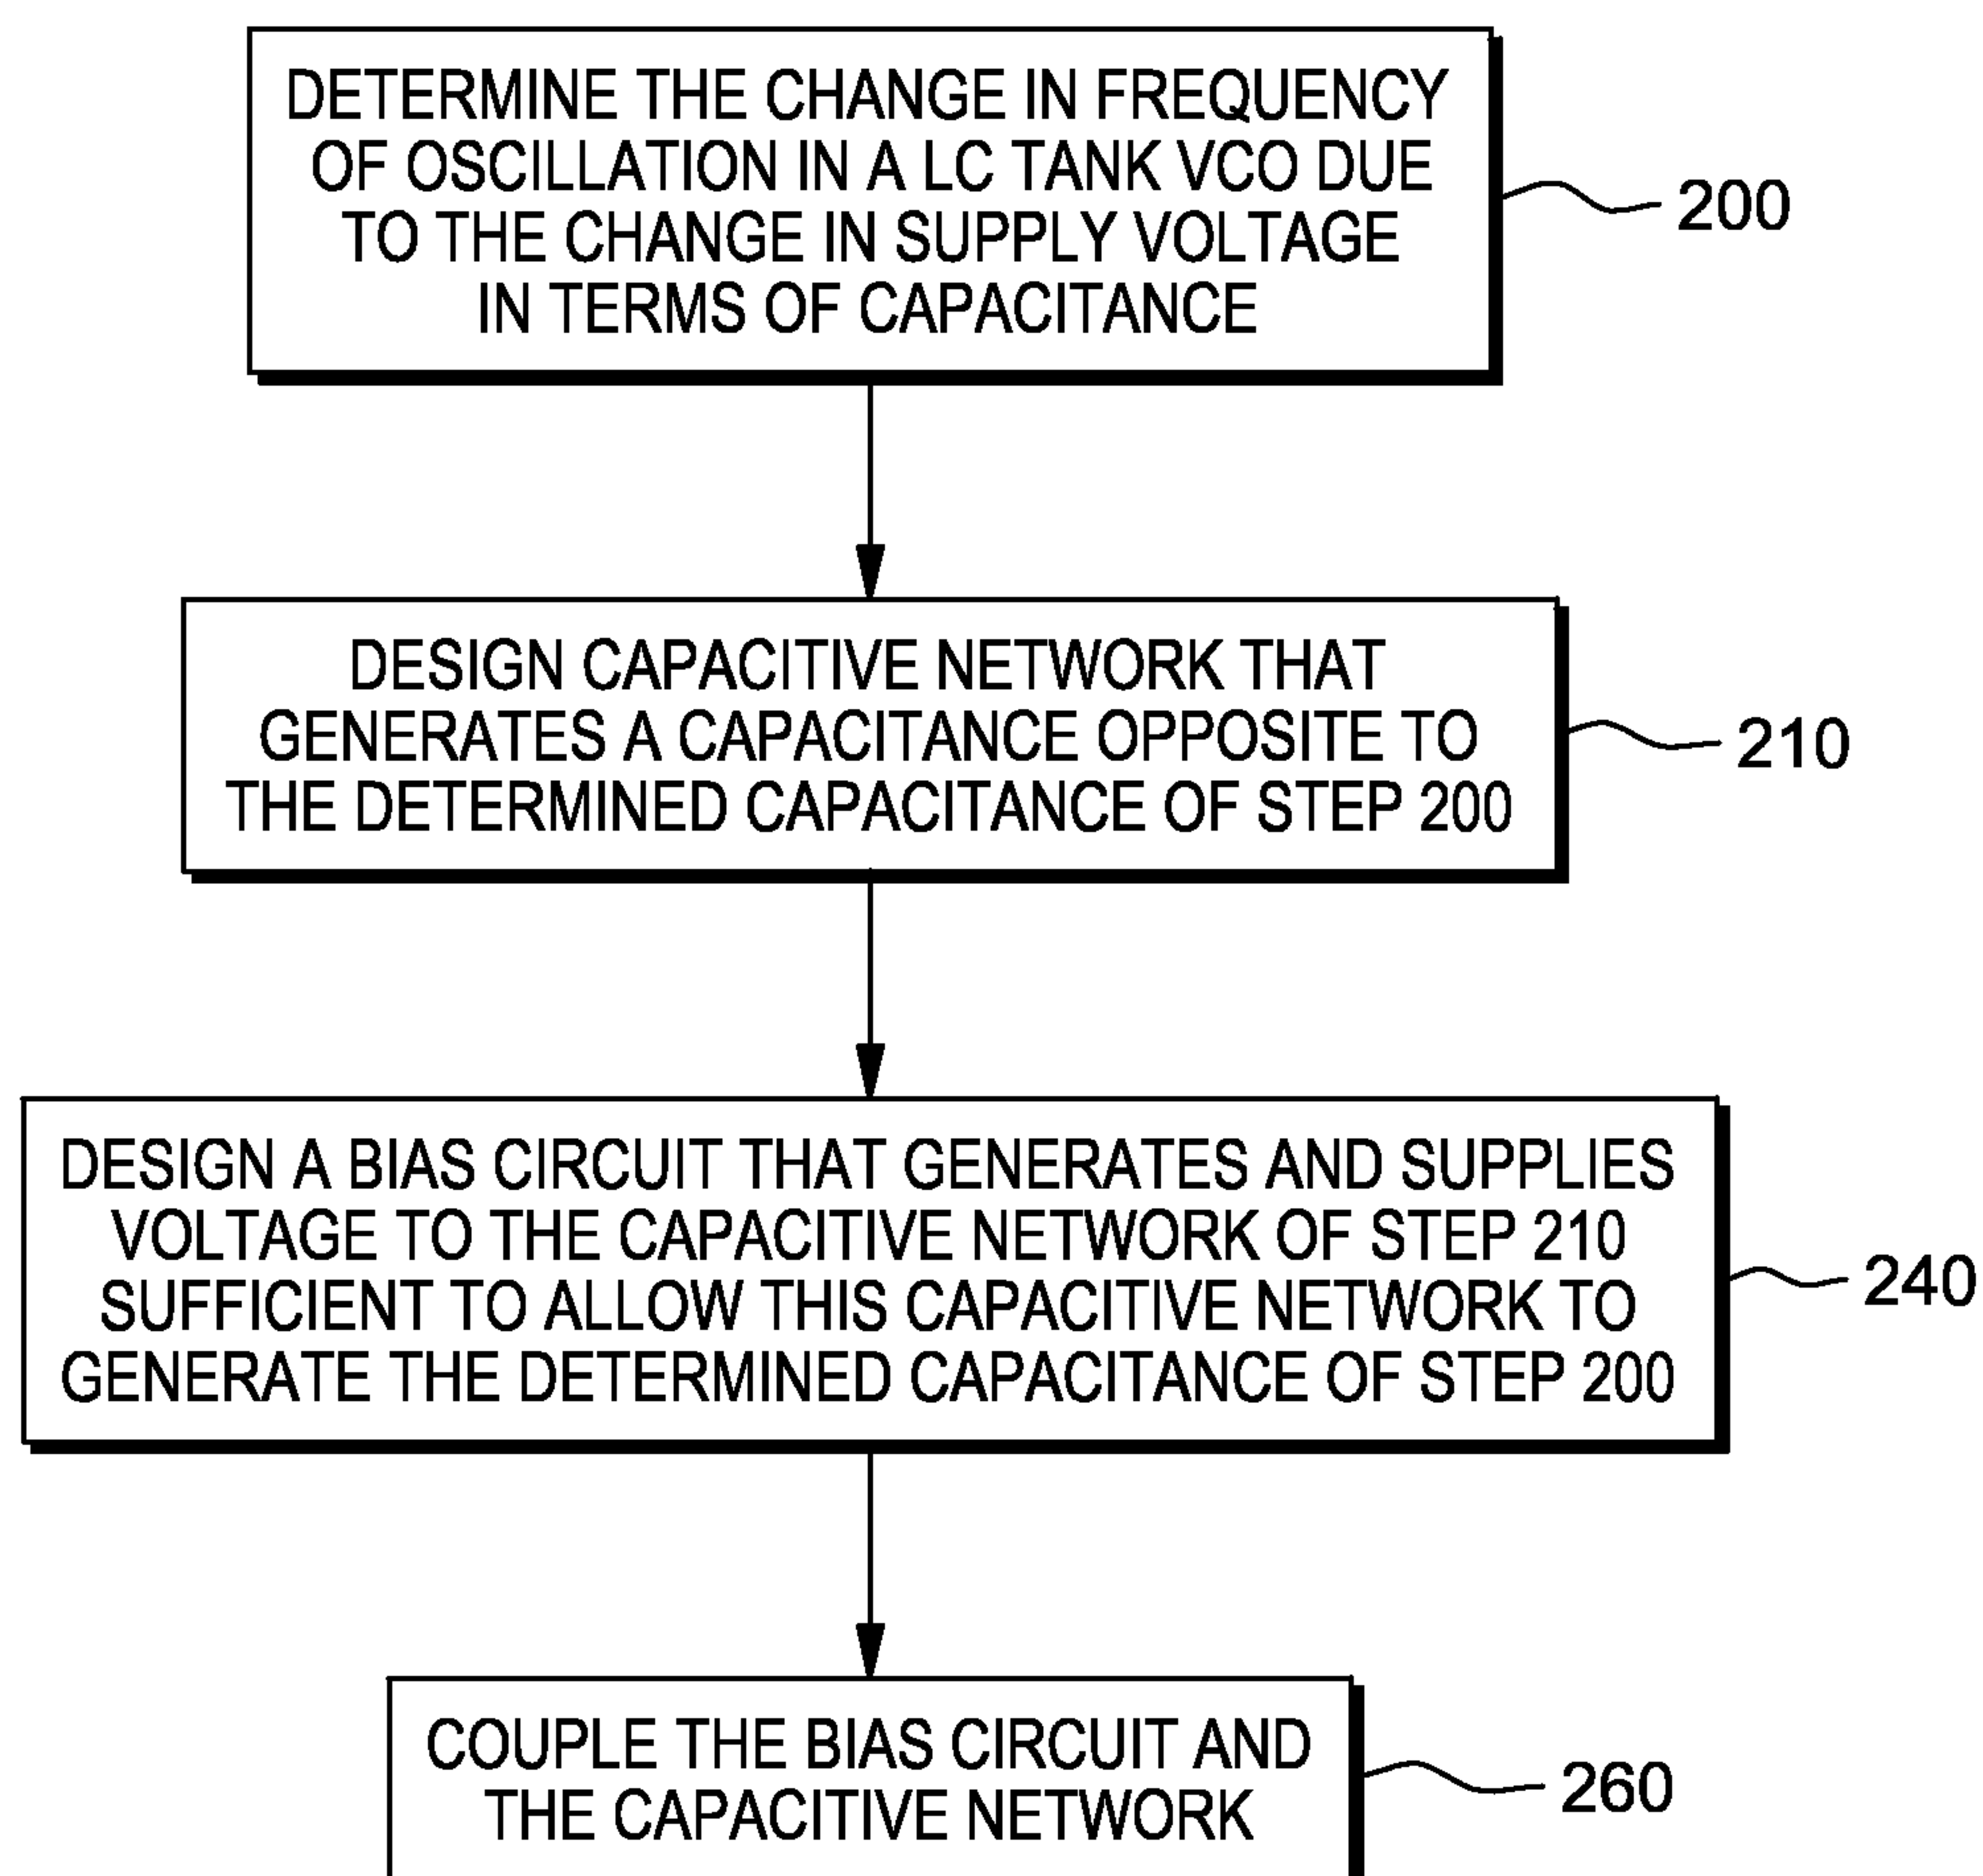 DETERMINE THE CHANGE IN FREQUENCY
OF OSCILLATION IN A LC TANK VCO DUE
TO THE CHANGE IN SUPPLY VOLTAGE
IN TERMS OF CAPACITANCE
200
DESIGN CAPACITIVE NETWORK THAT
GENERATES A CAPACITANCE OPPOSITE TO
THE DETERMINED CAPACITANCE OF STEP 200
210
DESIGN A BIAS CIRCUIT THAT GENERATES AND SUPPLIES
VOLTAGE TO THE CAPACITIVE NETWORK OF STEP 210
SUFFICIENT TO ALLOW THIS CAPACITIVE NETWORK TO
GENERATE THE DETERMINED CAPACITANCE OF STEP 200
240
COUPLE THE BIAS CIRCUIT AND
THE CAPACITIVE NETWORK
260